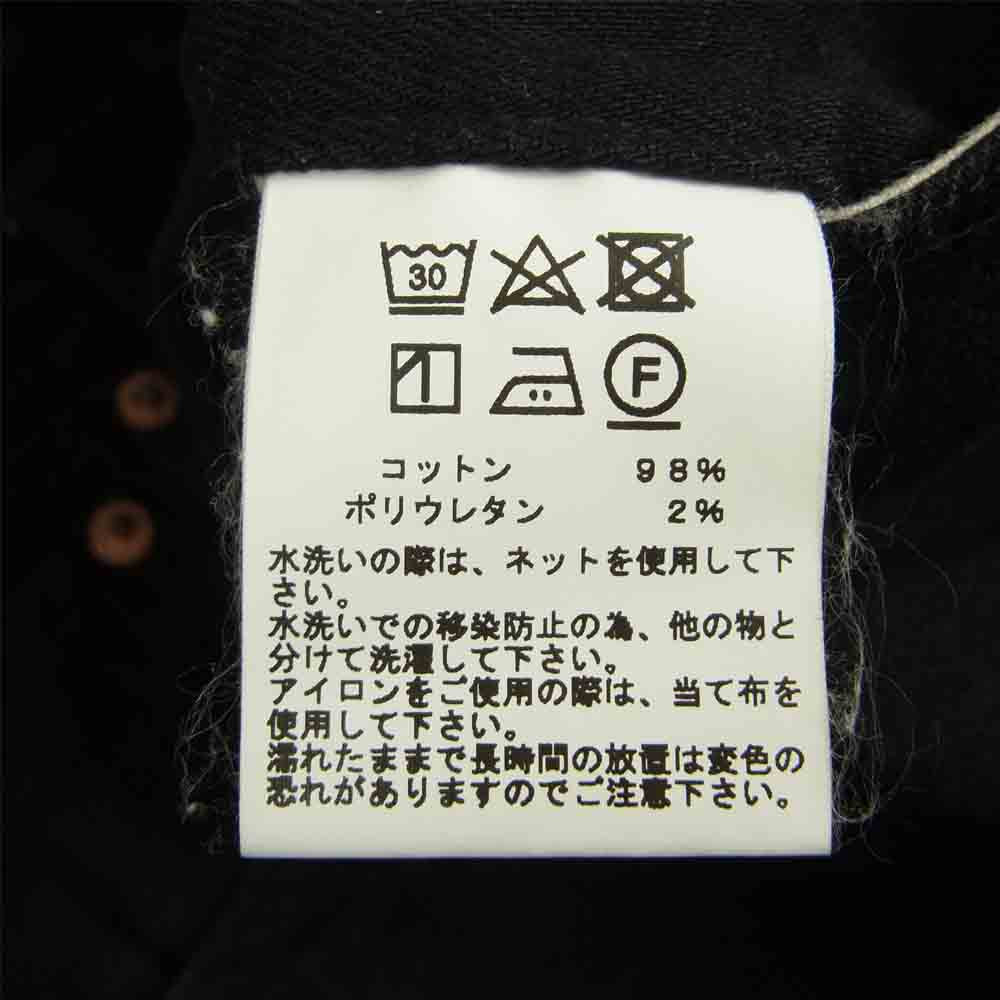 30
F
コットン 98%
ポリウレタン 2%
水洗いの際は、ネットを使用して下
さい。
水洗いでの移染防止の為、他の物と
分けて洗濯して下さい。
アイロンをご使用の際は、当て布を
使用して下さい。
濡れたままで長時間の放置は変色の
恐れがありますのでご注意下さい。